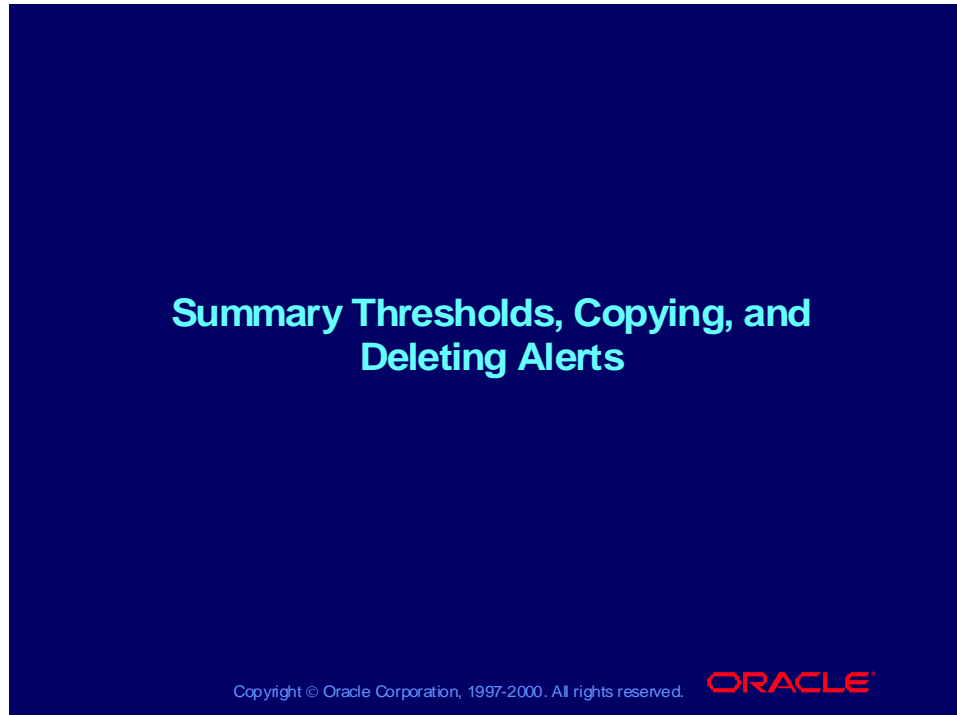 Summary Thresholds, Copying, and
Deleting Alerts
Copyright © Oracle Corporation, 1997-2000. All rights reserved.
ORACLE®